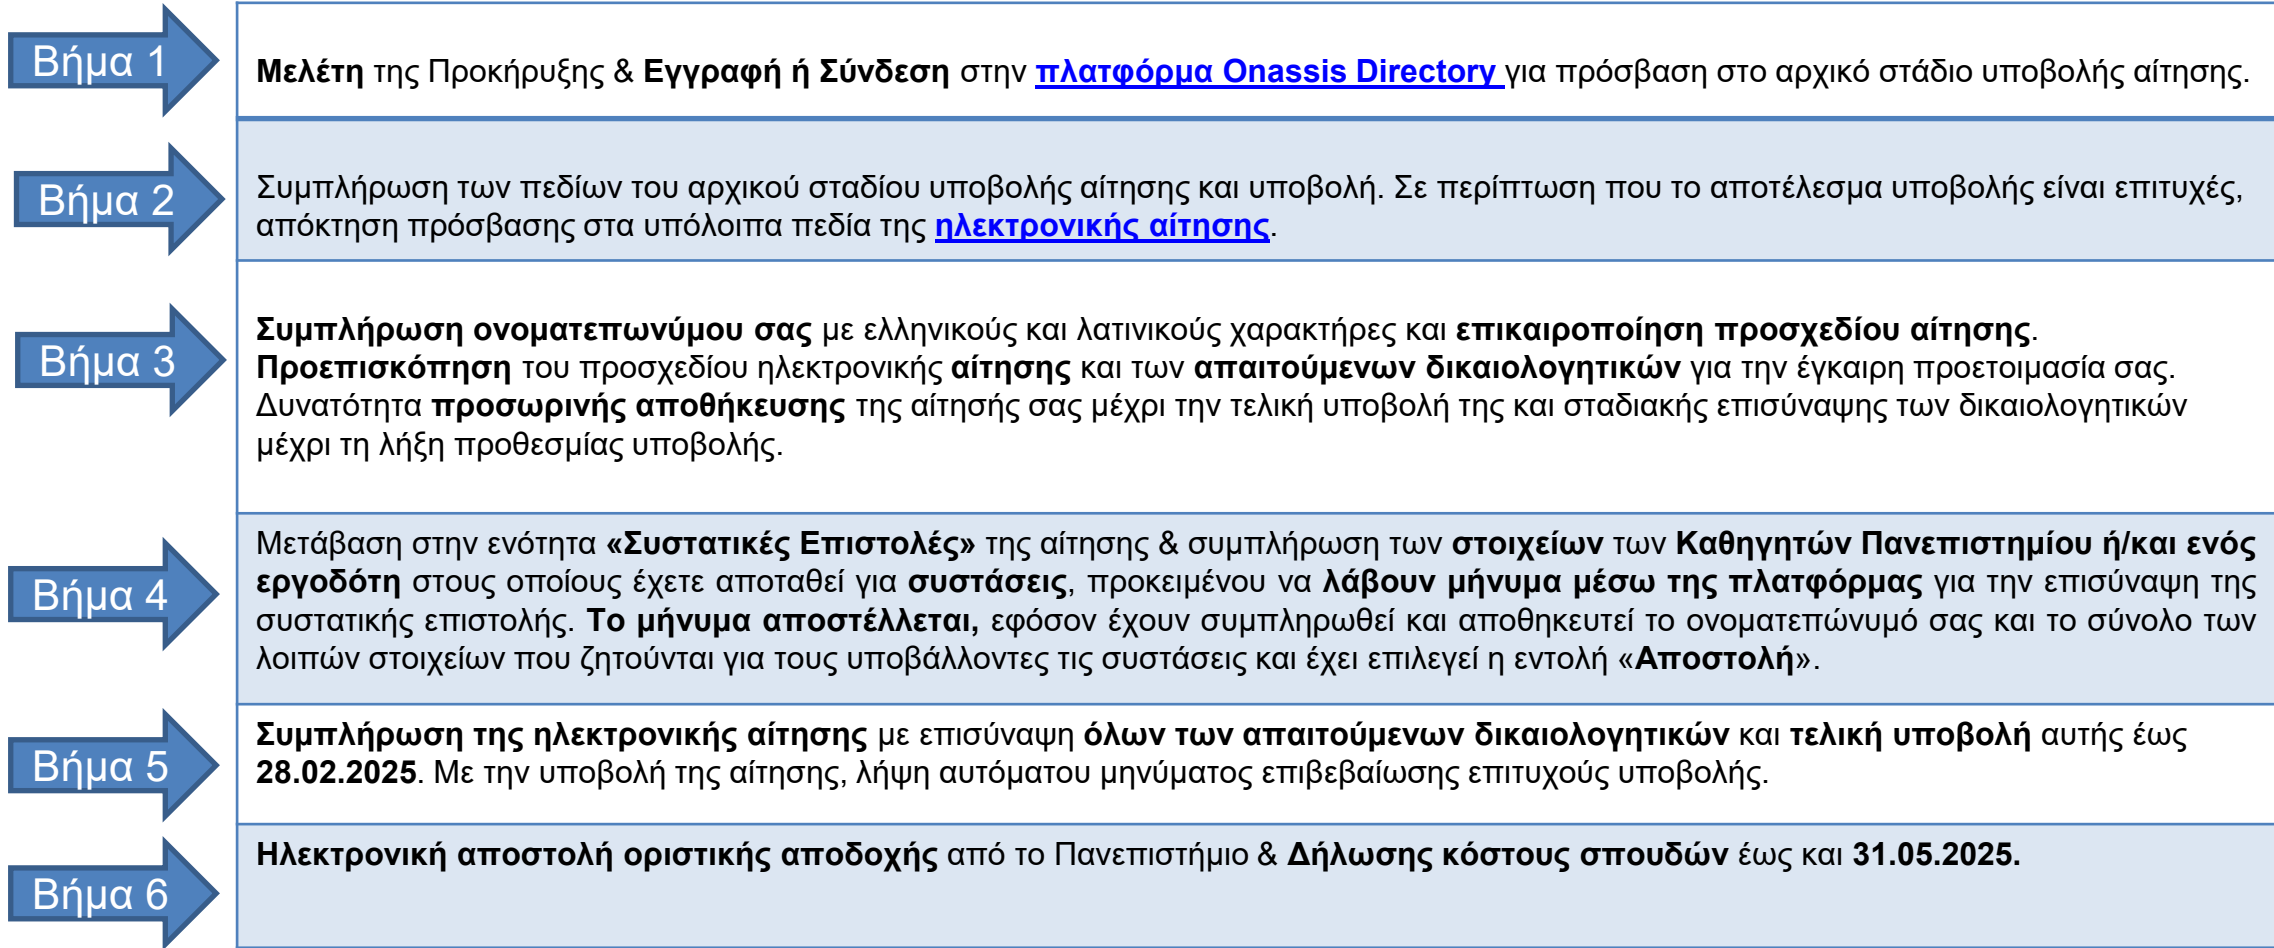 Βήμα 1
Μελέτη της Προκήρυξης & Εγγραφή ή Σύνδεση στην πλατφόρμα Onassis Directory για πρόσβαση στο αρχικό στάδιο υποβολής αίτησης.
Βήμα 2
Συμπλήρωση των πεδίων του αρχικού σταδίου υποβολής αίτησης και υποβολή. Σε περίπτωση που το αποτέλεσμα υποβολής είναι επιτυχές,
απόκτηση πρόσβασης στα υπόλοιπα πεδία της ηλεκτρονικής αίτησης.
Βήμα 3
Συμπλήρωση ονοματεπωνύμου σας με ελληνικούς και λατινικούς χαρακτήρες και επικαιροποίηση προσχεδίου αίτησης.
Προεπισκόπηση του προσχεδίου ηλεκτρονικής αίτησης και των απαιτούμενων δικαιολογητικών για την έγκαιρη προετοιμασία σας.
Δυνατότητα προσωρινής αποθήκευσης της αίτησής σας μέχρι την τελική υποβολή της και σταδιακής επισύναψης των δικαιολογητικών
μέχρι τη λήξη προθεσμίας υποβολής.
Βήμα 4
Μετάβαση στην ενότητα «Συστατικές Επιστολές» της αίτησης & συμπλήρωση των στοιχείων των Καθηγητών Πανεπιστημίου ή/και ενός
εργοδότη στους οποίους έχετε αποταθεί για συστάσεις, προκειμένου να λάβουν μήνυμα μέσω της πλατφόρμας για την επισύναψη της
συστατικής επιστολής. Το μήνυμα αποστέλλεται, εφόσον έχουν συμπληρωθεί και αποθηκευτεί το ονοματεπώνυμό σας και το σύνολο των
λοιπών στοιχείων που ζητούνται για τους υποβάλλοντες τις συστάσεις και έχει επιλεγεί η εντολή «Αποστολή».
Βήμα 5
Συμπλήρωση της ηλεκτρονικής αίτησης με επισύναψη όλων των απαιτούμενων δικαιολογητικών και τελική υποβολή αυτής έως
28.02.2025. Με την υποβολή της αίτησης, λήψη αυτόματου μηνύματος επιβεβαίωσης επιτυχούς υποβολής.
Βήμα 6
Ηλεκτρονική αποστολή οριστικής αποδοχής από το Πανεπιστήμιο & Δήλωσης κόστους σπουδών έως και 31.05.2025.